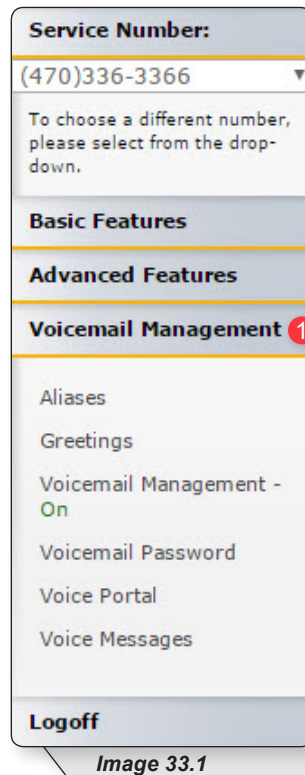 Service Number:
(470)336-3366
To choose a different number,
please select from the drop-
down.
Basic Features
Advanced Features
Voicemail Management 1
Aliases
Greetings
Voicemail Management -
On
Voicemail Password
Voice Portal
Voice Messages
Logoff
Image 33.1